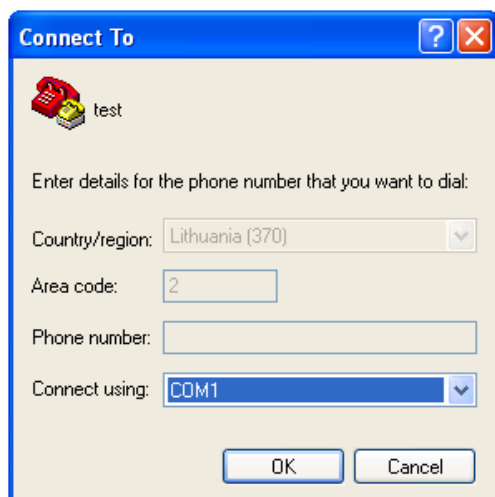 Connect To
test
Enter details for the phone number that you want to dial:
Country/region: Lithuania (370)
Area code: 2
Phone number:
Connect using: COM1
OK Cancel